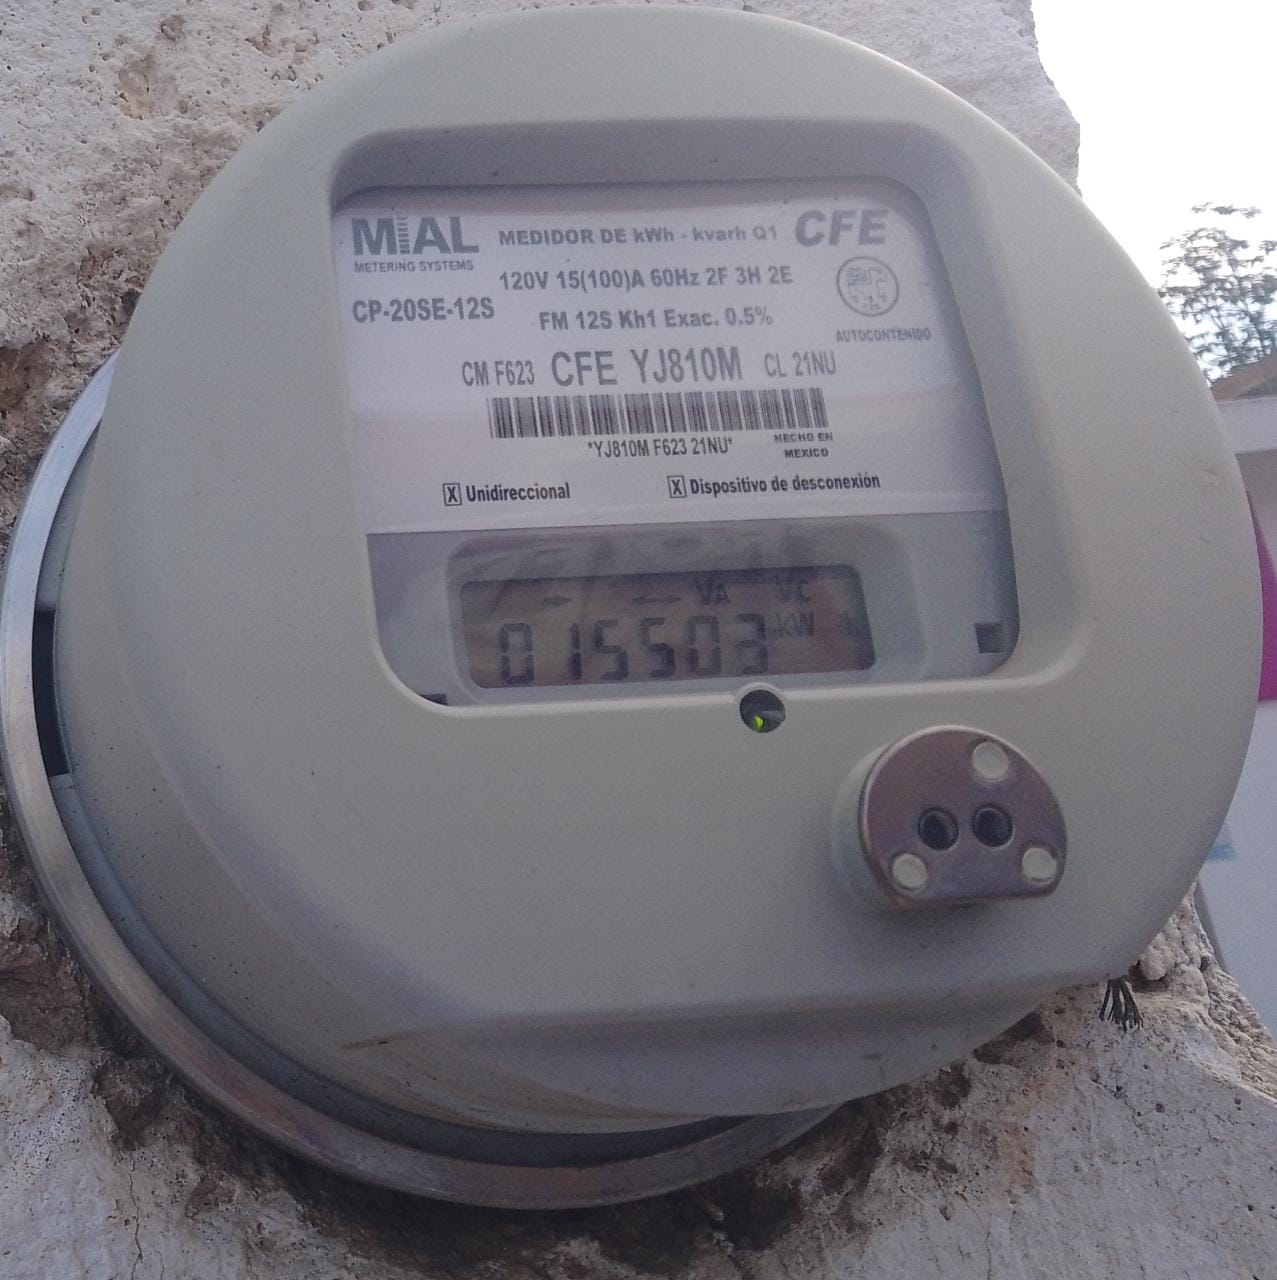 MIAL
METERING SYSTEMS
MEDIDOR DE kWh - kvarh Q1
CFE
120V 15(100)A 60Hz 2F 3H 2E
CP-20SE-12S
FM 12S Kh1 Exac. 0.5%
AUTOCONTENIDO
CM F623 CFE YJ810M CL 21NU
*YJ810M F623 21NU*
HECHO EN
MEXICO
X Unidireccional
X Dispositivo de desconexión
VA VC
015503 kW